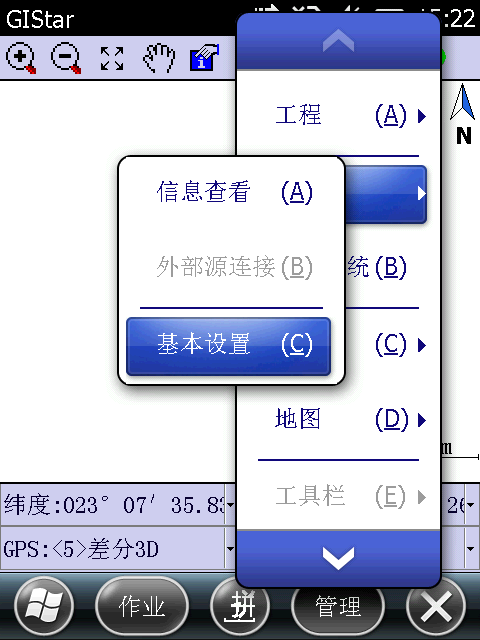 GIStar
:22
工程 (A)
N
信息查看 (A)
外部源连接 (B)
统 (B)
基本设置 (C)
(C)
地图 (D)
m
工具栏 (E)
纬度:023° 07′ 35.83
26
GPS:<5>差分3D
作业
拼
管理